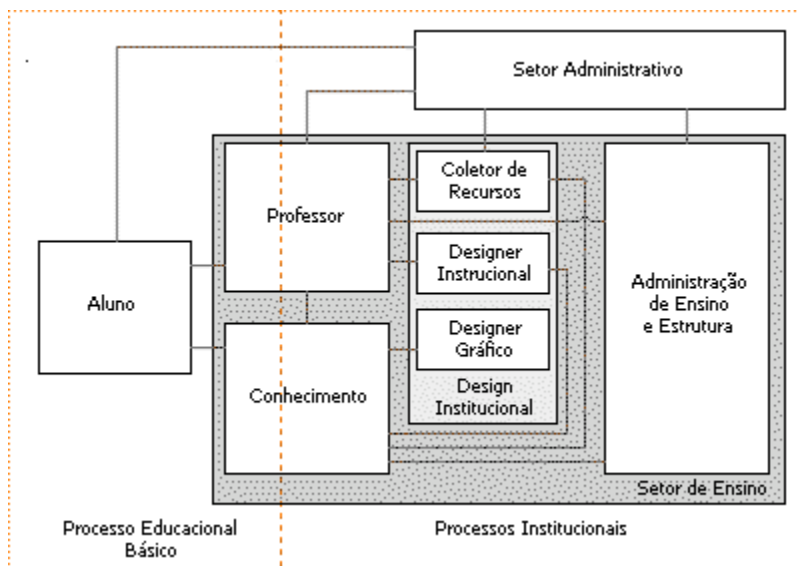 Setor Administrativo
Professor
Coletor de
Recursos
Designer
Instrucional
Designer
Gráfico
Design
Institucional
Administração
de Ensino
e Estrutura
Aluno
Conhecimento
Setor de Ensino
Processo Educacional
Básico
Processos Institucionais